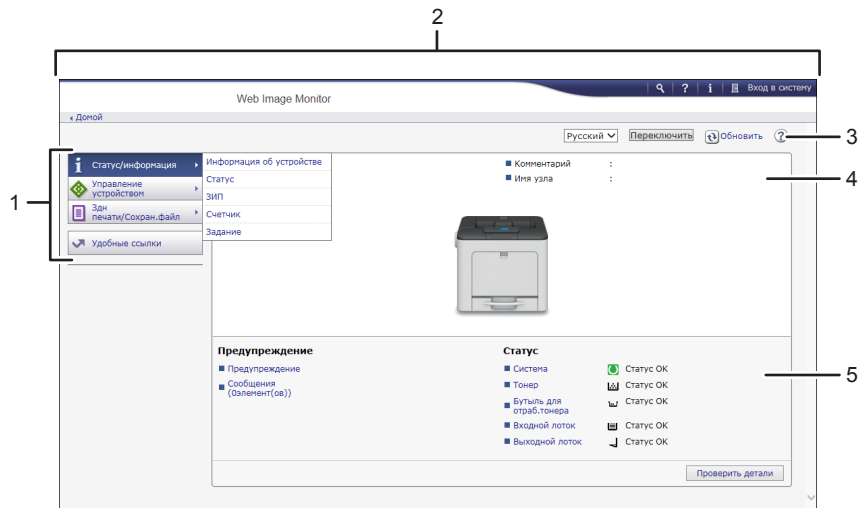 2
Web Image Monitor
? i Вход в систему
Домой
Русский Переключить Обновить ? 3
1
Статус/информация
Управление
устройством
Здн
печати/Сохран.файл
Удобные ссылки
Информация об устройстве
Статус
ЗИП
Счетчик
Задание
Комментарий :
Имя узла :
4
Предупреждение
Предупреждение
Сообщения
(0элемент(ов))
Статус
Система Статус OK
Тонер Статус OK
Бутыль для
отраб.тонера Статус OK
Входной лоток Статус OK
Выходной лоток Статус OK
5
Проверить детали